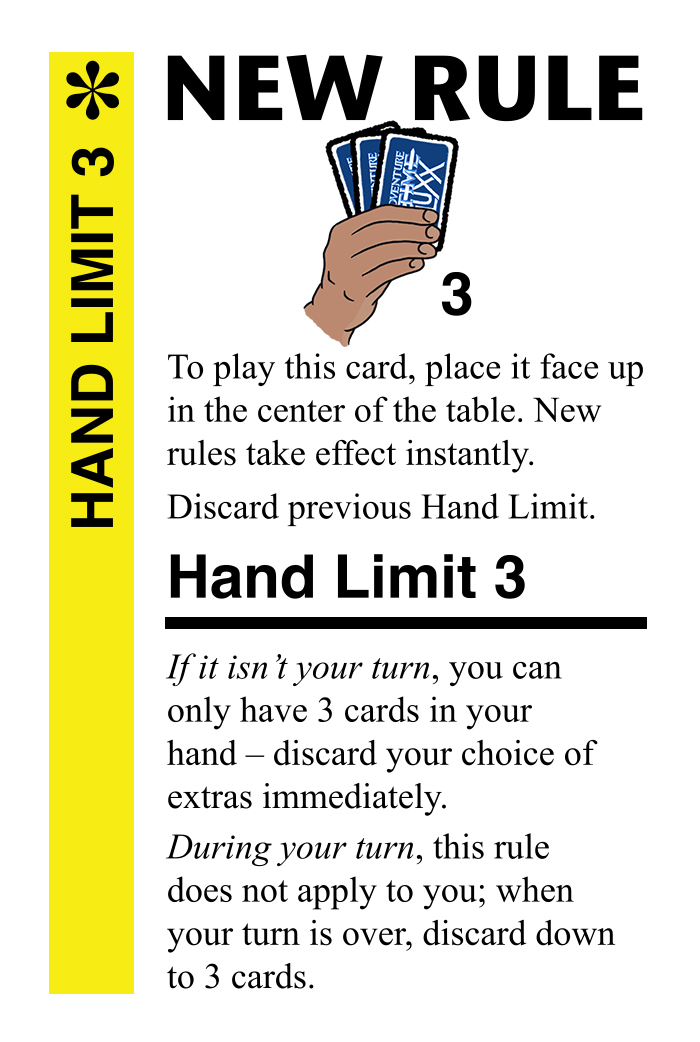 * NEW RULE
HAND LIMIT 3
ADVENTURE
TIME
FLUXX
3
To play this card, place it face up
in the center of the table. New
rules take effect instantly.
Discard previous Hand Limit.
Hand Limit 3
If it isn’t your turn, you can
only have 3 cards in your
hand – discard your choice of
extras immediately.
During your turn, this rule
does not apply to you; when
your turn is over, discard down
to 3 cards.